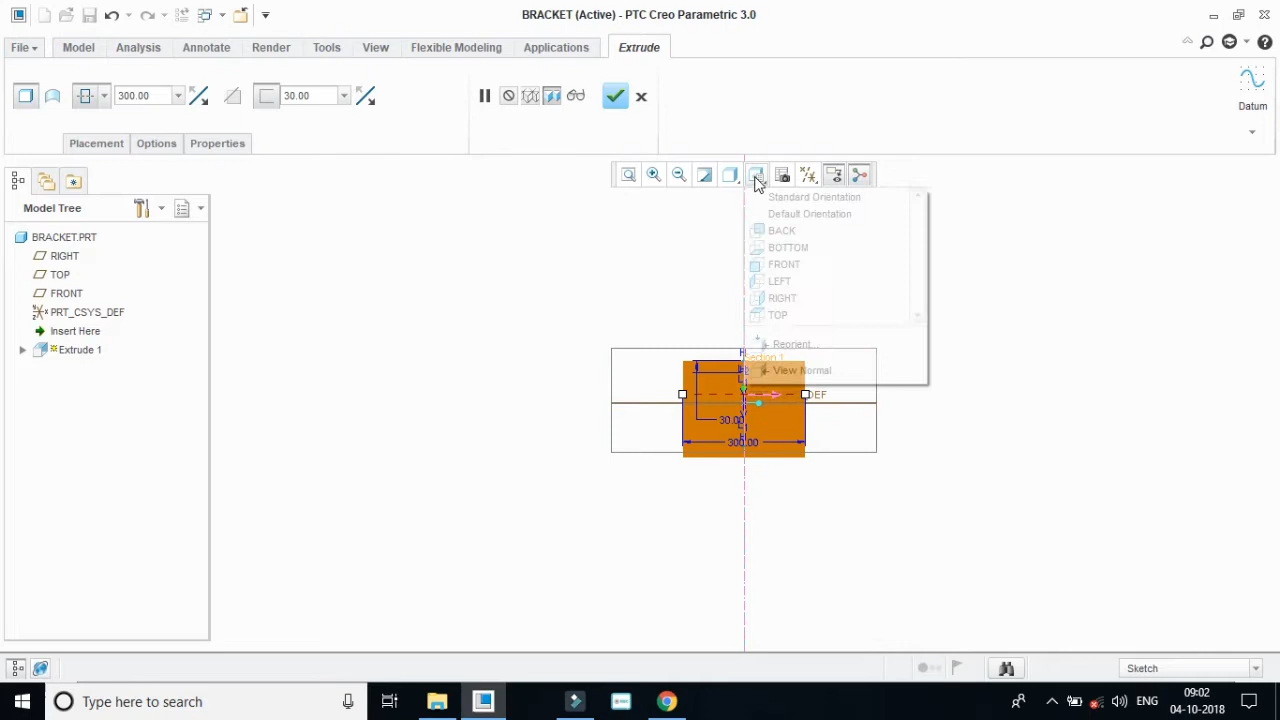 BRACKET (Active) - PTC Creo Parametric 3.0
File Model Analysis Annotate Render Tools View Flexible Modeling Applications Extrude
300.00 30.00
Datum
Placement Options Properties
Model Tree
BRACKET.PRT
RIGHT
TOP
FRONT
PRT_CSYS_DEF
Insert Here
Extrude 1
Standard Orientation
Default Orientation
BACK
BOTTOM
FRONT
LEFT
RIGHT
TOP
Reorient...
Section 1
View Normal
DEF
30.00
300.00
Sketch
Type here to search
ENG
09:02
04-10-2018